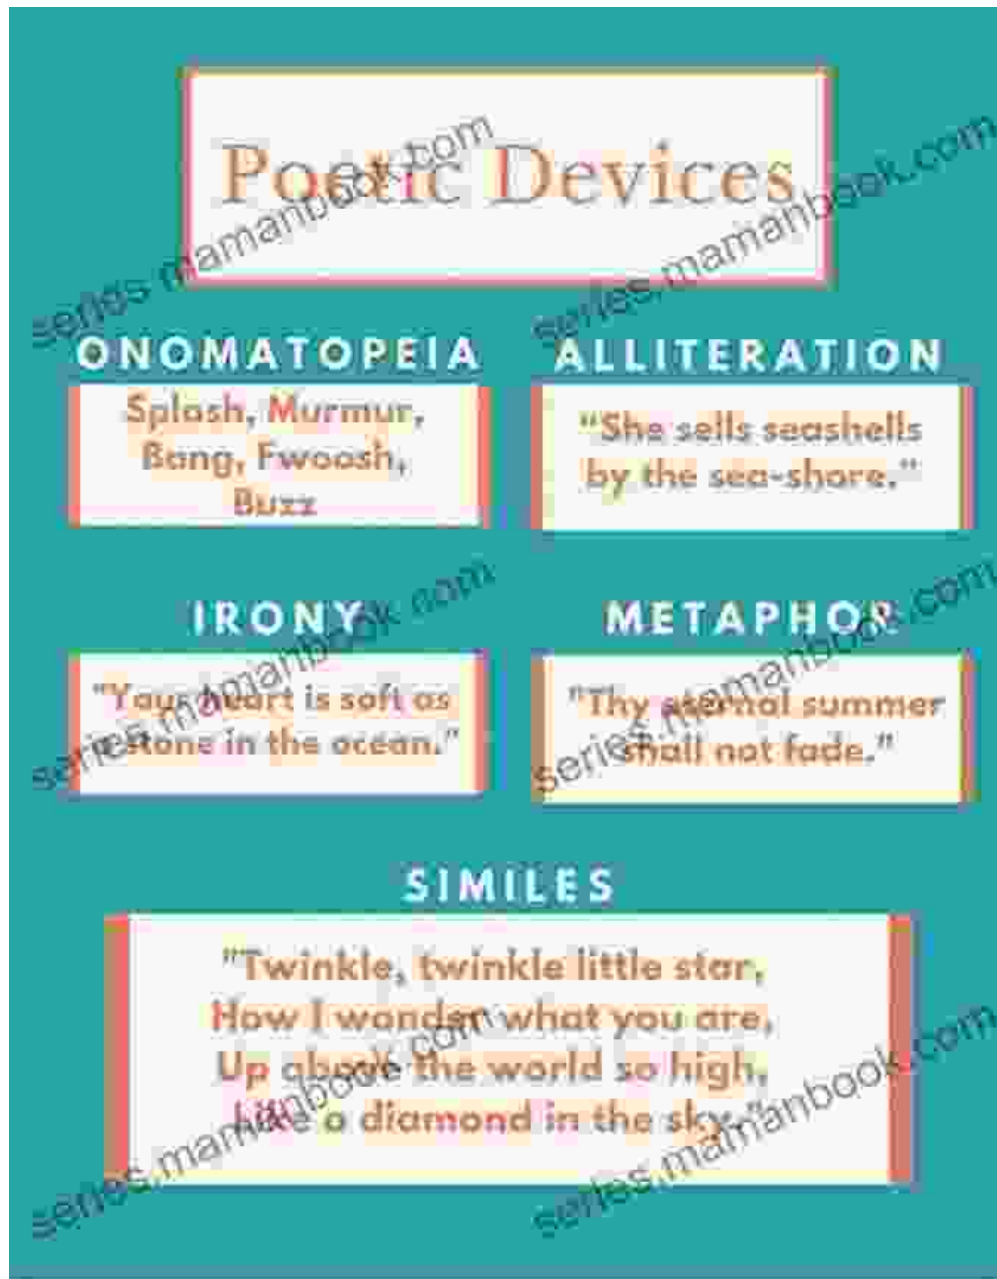 Poetic Devices
ONOMATOPEIA
Splash, Murmur,
Bang, Fwoosh,
Buzz
ALLITERATION
"She sells seashells
by the sea-shore."
IRONY
"Your heart is soft as
stone in the ocean."
METAPHOR
"Thy eternal summer
shall not fade."
SIMILES
"Twinkle, twinkle little star,
How I wonder what you are,
Up above the world so high,
Like a diamond in the sky."
series.mamanbook.com
series.mamanbook.com
series.mamanbook.com
series.mamanbook.com
series.mamanbook.com
series.mamanbook.com